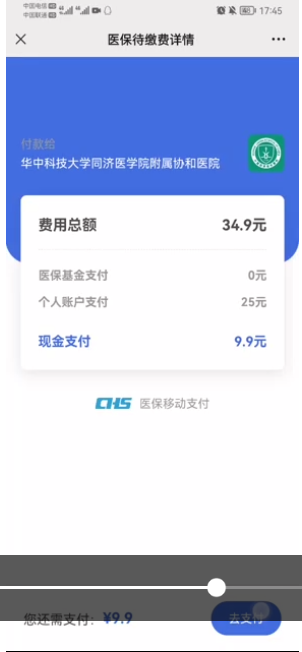 中国电信 HD 4G 4G 17:45
中国联通 HD
医保待缴费详情
付款给
华中科技大学同济医学院附属协和医院
费用总额 34.9元
医保基金支付 0元
个人账户支付 25元
现金支付 9.9元
CHS 医保移动支付
您还需支付: ¥9.9 去支付